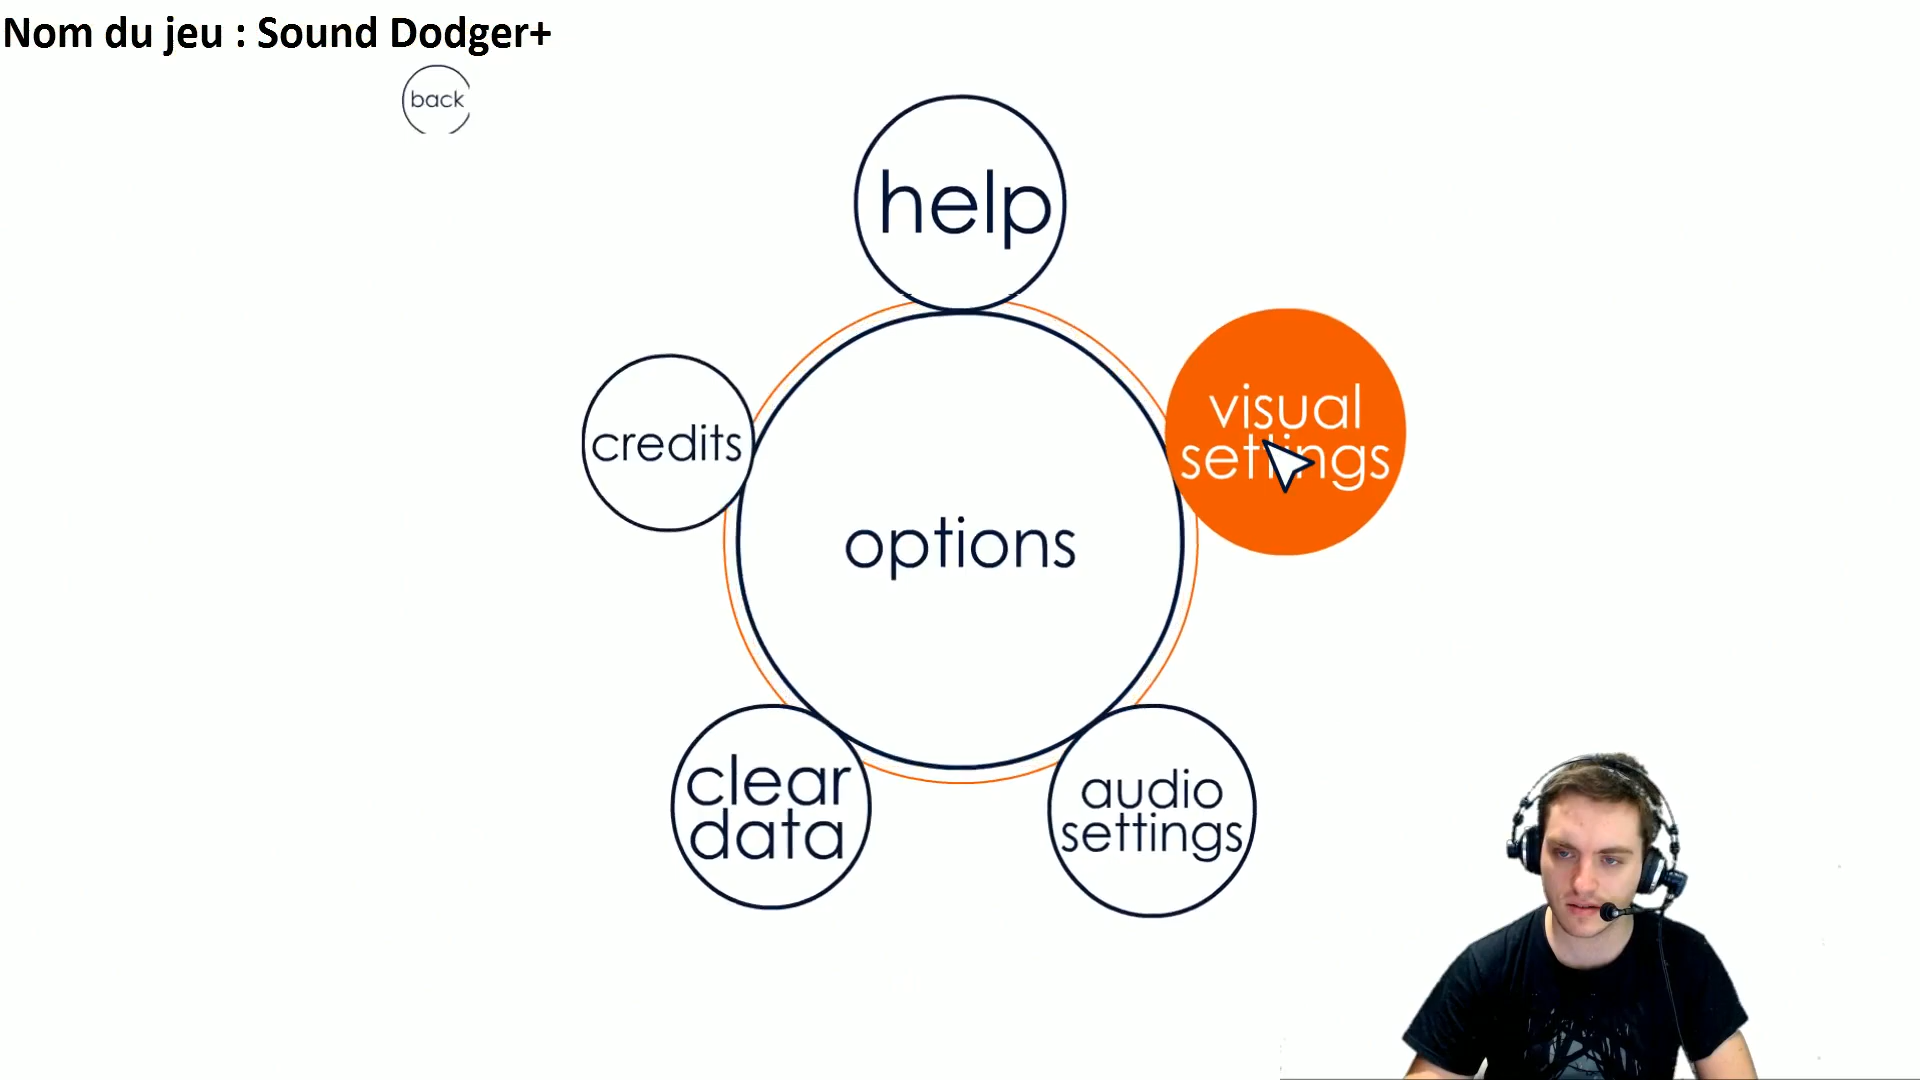 Nom du jeu : Sound Dodger+
back
help
visual
settings
credits
options
clear
data
audio
settings